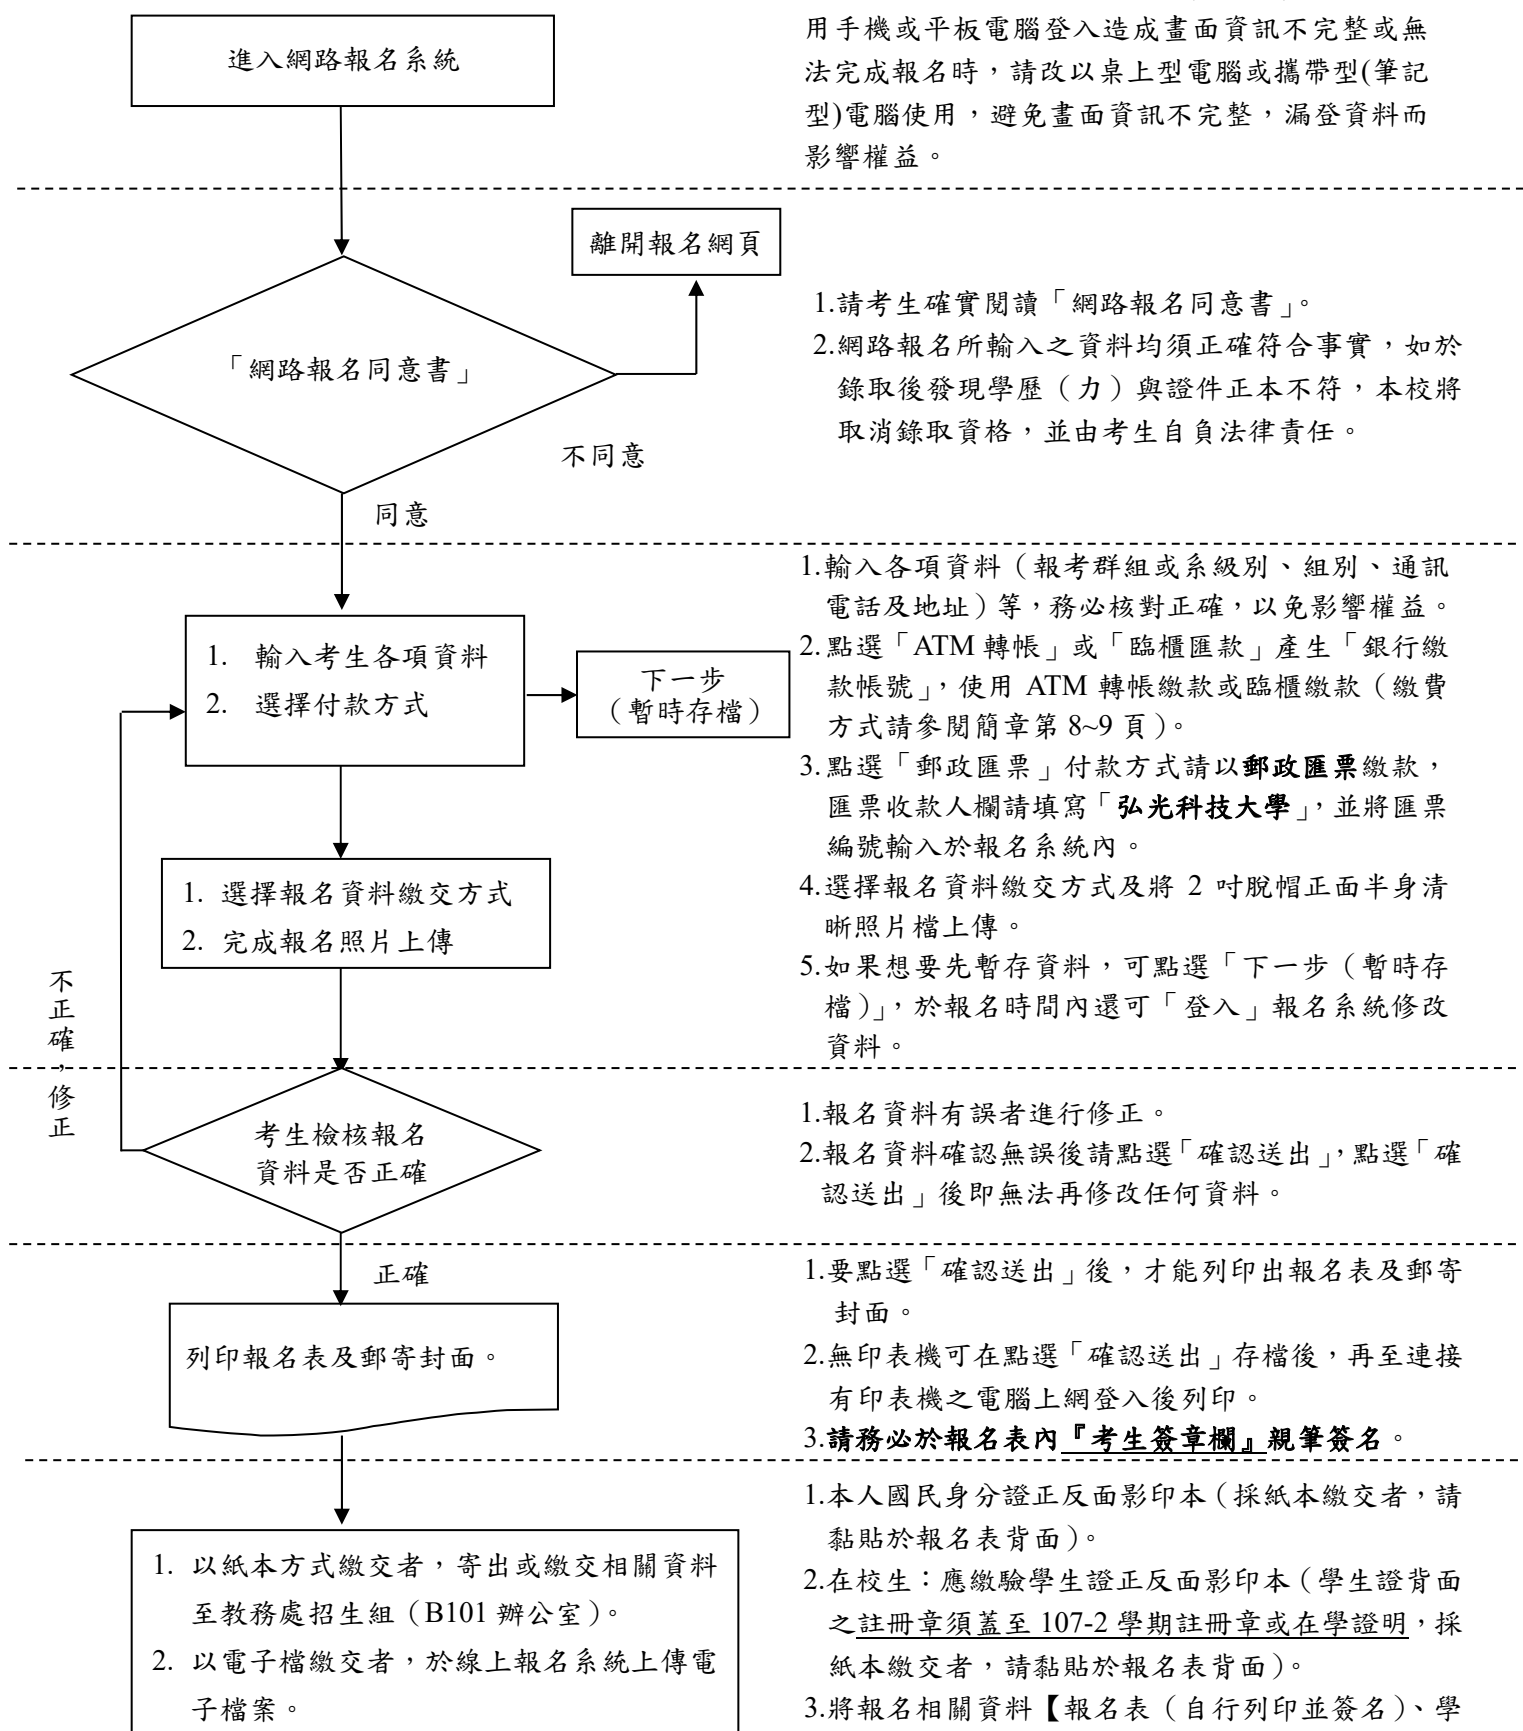 用手機或平板電腦登入造成畫面資訊不完整或無
法完成報名時，請改以桌上型電腦或攜帶型(筆記
型)電腦使用，避免畫面資訊不完整，漏登資料而
影響權益。
進入網路報名系統
離開報名網頁
「網路報名同意書」
不同意
同意
1.請考生確實閱讀「網路報名同意書」。
2.網路報名所輸入之資料均須正確符合事實，如於
錄取後發現學歷（力）與證件正本不符，本校將
取消錄取資格，並由考生自負法律責任。
1. 輸入考生各項資料
2. 選擇付款方式
下一步
（暫時存檔）
1. 選擇報名資料繳交方式
2. 完成報名照片上傳
不正確，修正
1.輸入各項資料（報考群組或系級別、組別、通訊
電話及地址）等，務必核對正確，以免影響權益。
2.點選「ATM 轉帳」或「臨櫃匯款」產生「銀行繳
款帳號」，使用 ATM 轉帳繳款或臨櫃繳款（繳費
方式請參閱簡章第 8~9 頁）。
3.點選「郵政匯票」付款方式請以郵政匯票繳款，
匯票收款人欄請填寫「弘光科技大學」，並將匯票
編號輸入於報名系統內。
4.選擇報名資料繳交方式及將 2 吋脫帽正面半身清
晰照片檔上傳。
5.如果想要先暫存資料，可點選「下一步（暫時存
檔）」，於報名時間內還可「登入」報名系統修改
資料。
考生檢核報名
資料是否正確
1.報名資料有誤者進行修正。
2.報名資料確認無誤後請點選「確認送出」，點選「確
認送出」後即無法再修改任何資料。
正確
列印報名表及郵寄封面。
1.要點選「確認送出」後，才能列印出報名表及郵寄
封面。
2.無印表機可在點選「確認送出」存檔後，再至連接
有印表機之電腦上網登入後列印。
3.請務必於報名表內『考生簽章欄』親筆簽名。
1. 以紙本方式繳交者，寄出或繳交相關資料
至教務處招生組（B101 辦公室）。
2. 以電子檔繳交者，於線上報名系統上傳電
子檔案。
1.本人國民身分證正反面影印本（採紙本繳交者，請
黏貼於報名表背面）。
2.在校生：應繳驗學生證正反面影印本（學生證背面
之註冊章須蓋至 107-2 學期註冊章或在學證明，採
紙本繳交者，請黏貼於報名表背面）。
3.將報名相關資料【報名表（自行列印並簽名）、學